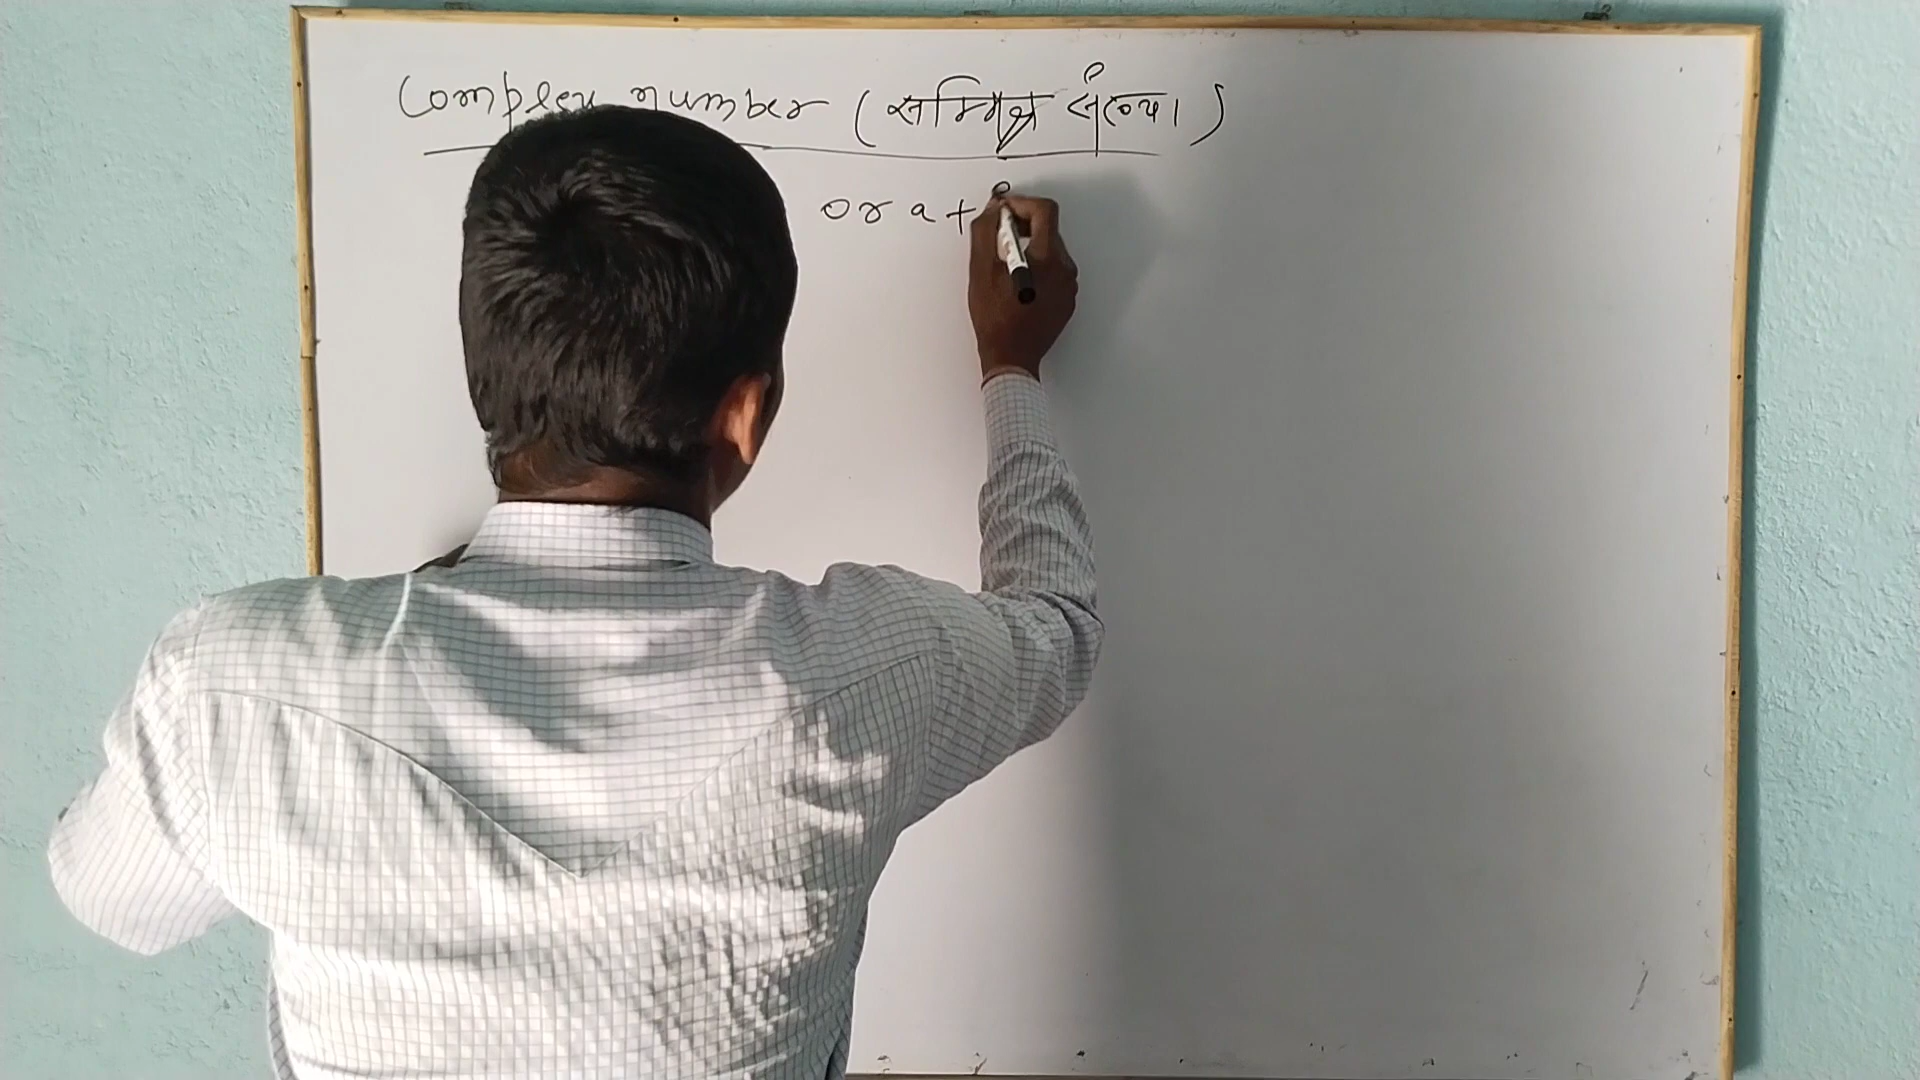 Complex number (सम्मिश्र संख्या)
or a +